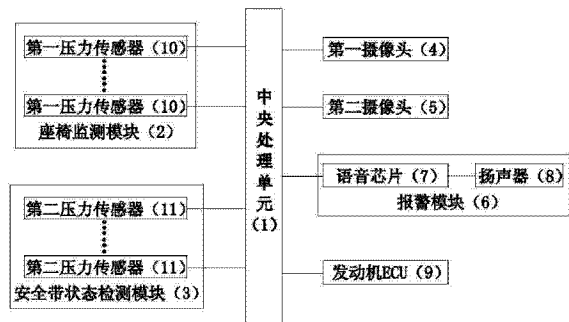 第一压力传感器（10）
第一压力传感器（10）
座椅监测模块（2）
第二压力传感器（11）
第二压力传感器（11）
安全带状态检测模块（3）
中央处理单元（1）
第一摄像头（4）
第二摄像头（5）
语音芯片（7）
扬声器（8）
报警模块（6）
发动机ECU（9）